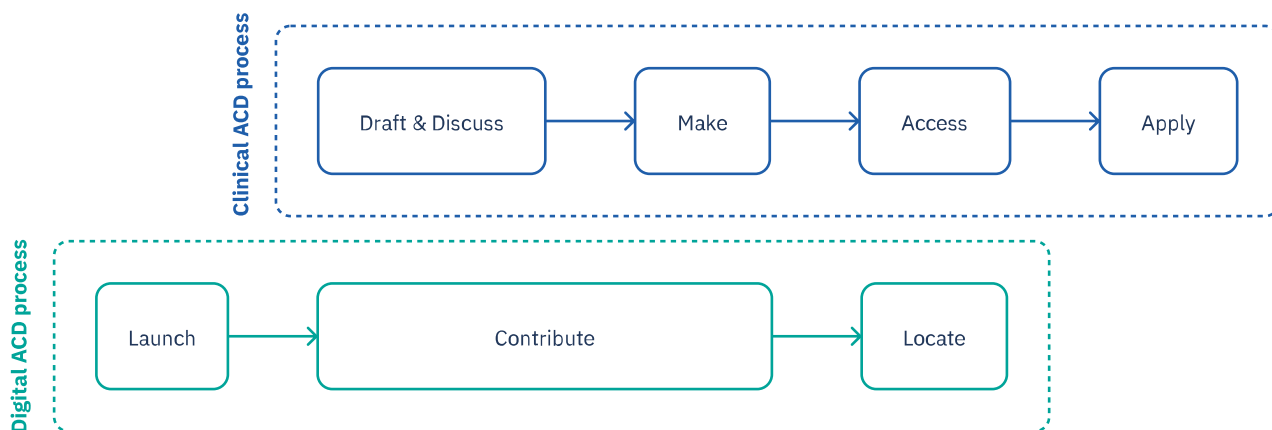 Clinical ACD process
Draft & Discuss
Make
Access
Apply
Digital ACD process
Launch
Contribute
Locate